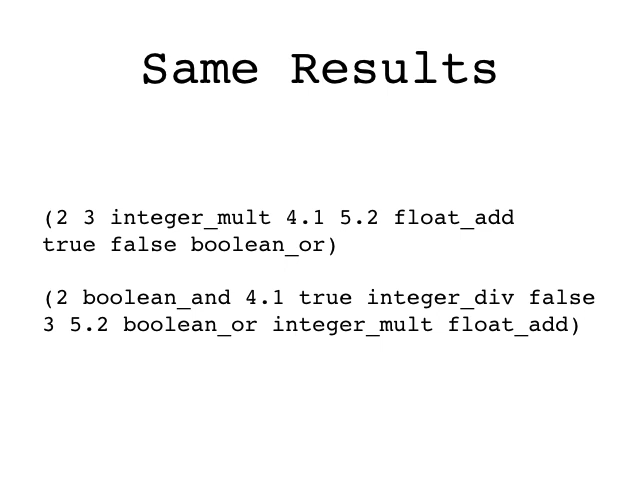 Same Results
(2 3 integer_mult 4.1 5.2 float_add
true false boolean_or)
(2 boolean_and 4.1 true integer_div false
3 5.2 boolean_or integer_mult float_add)